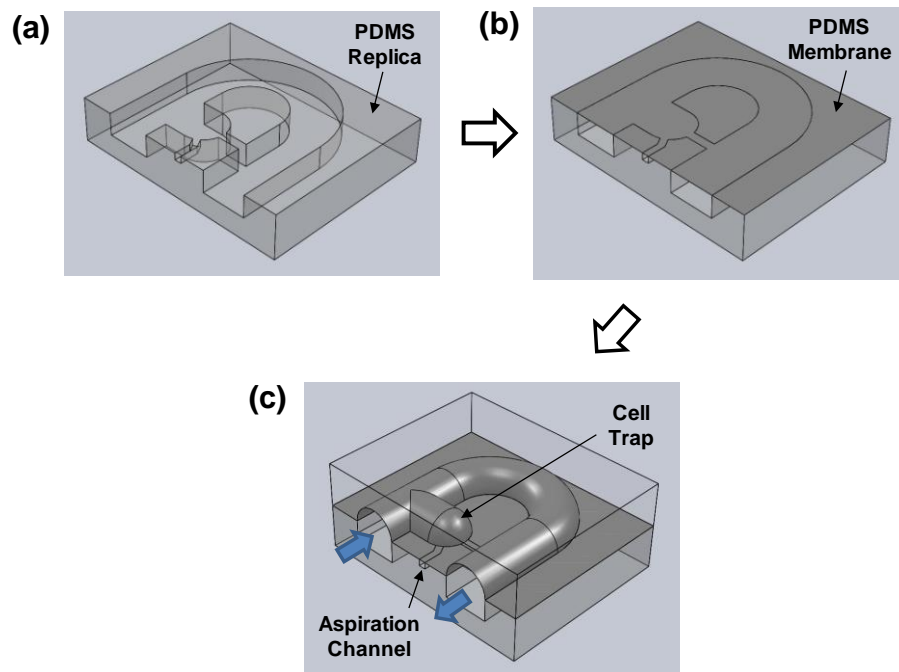 (a)
PDMS
Replica
(b)
PDMS
Membrane
(c)
Cell
Trap
Aspiration
Channel